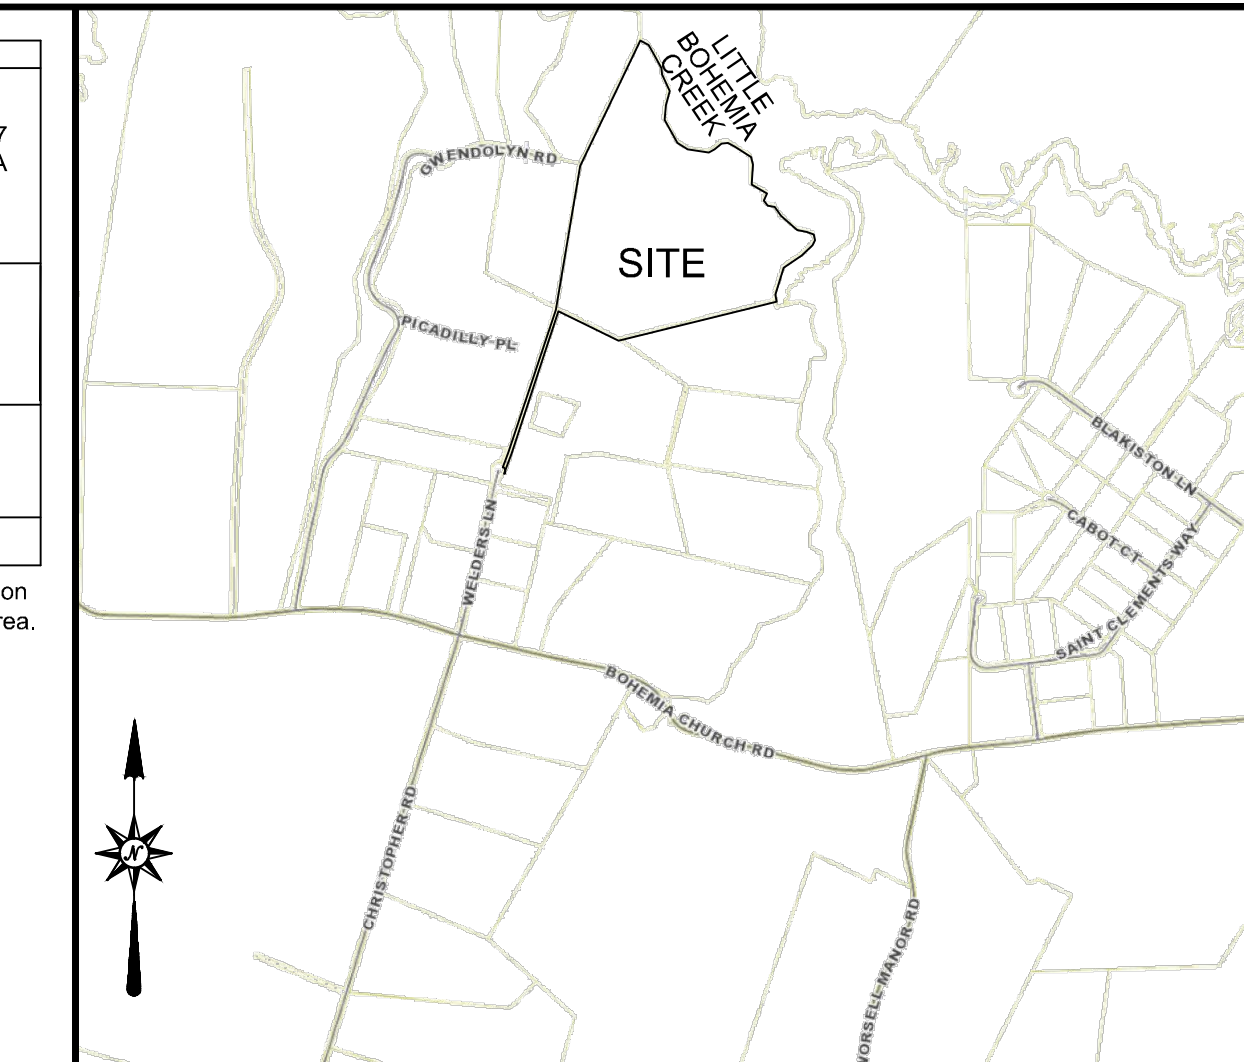 7
A
on
rea.
LITTLE
BOHEMIA
CREEK
GWENDOLYN RD
SITE
PICADILLY PL
BLAKISTON LN
CABOT CT
WELDERS LN
SAINT CLEMENTS WAY
BOHEMIA CHURCH RD
CHRISTOPHER RD
N
WORSELL MANOR RD